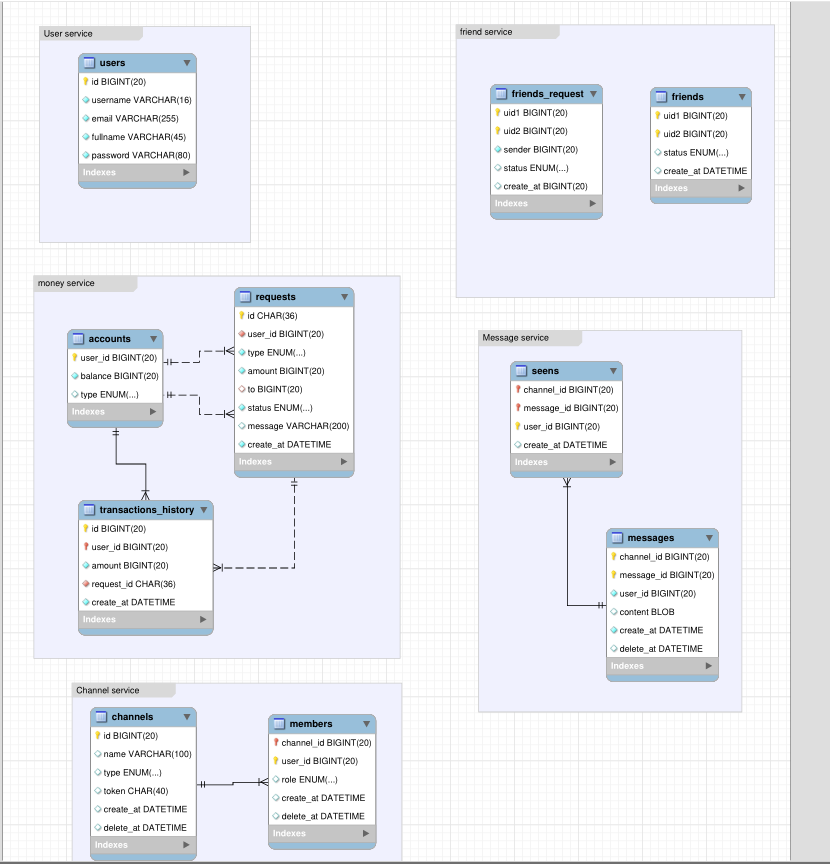 User service
users
id BIGINT(20)
username VARCHAR(16)
email VARCHAR(255)
fullname VARCHAR(45)
password VARCHAR(80)
Indexes
friend service
friends_request
uid1 BIGINT(20)
uid2 BIGINT(20)
sender BIGINT(20)
status ENUM(...)
create_at BIGINT(20)
Indexes
friends
uid1 BIGINT(20)
uid2 BIGINT(20)
status ENUM(...)
create_at DATETIME
Indexes
money service
accounts
user_id BIGINT(20)
balance BIGINT(20)
type ENUM(...)
Indexes
requests
id CHAR(36)
user_id BIGINT(20)
type ENUM(...)
amount BIGINT(20)
to BIGINT(20)
status ENUM(...)
message VARCHAR(200)
create_at DATETIME
Indexes
transactions_history
id BIGINT(20)
user_id BIGINT(20)
amount BIGINT(20)
request_id CHAR(36)
create_at DATETIME
Indexes
Message service
seens
channel_id BIGINT(20)
message_id BIGINT(20)
user_id BIGINT(20)
create_at DATETIME
Indexes
messages
channel_id BIGINT(20)
message_id BIGINT(20)
user_id BIGINT(20)
content BLOB
create_at DATETIME
delete_at DATETIME
Indexes
Channel service
channels
id BIGINT(20)
name VARCHAR(100)
type ENUM(...)
token CHAR(40)
create_at DATETIME
delete_at DATETIME
Indexes
members
channel_id BIGINT(20)
user_id BIGINT(20)
role ENUM(...)
create_at DATETIME
delete_at DATETIME
Indexes